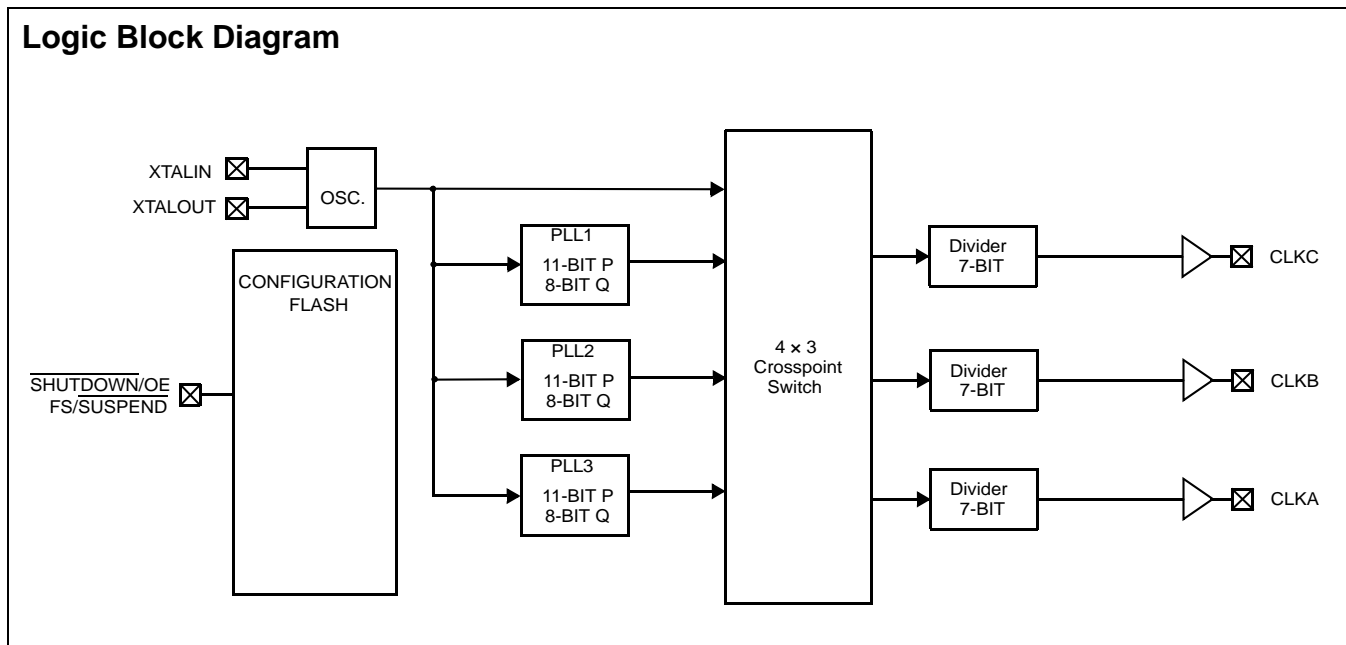 Logic Block Diagram
XTALIN
XTALOUT
OSC.
CONFIGURATION
FLASH
SHUTDOWN/OE
FS/SUSPEND
PLL1
11-BIT P
8-BIT Q
PLL2
11-BIT P
8-BIT Q
PLL3
11-BIT P
8-BIT Q
4 × 3
Crosspoint
Switch
Divider
7-BIT
CLKC
Divider
7-BIT
CLKB
Divider
7-BIT
CLKA